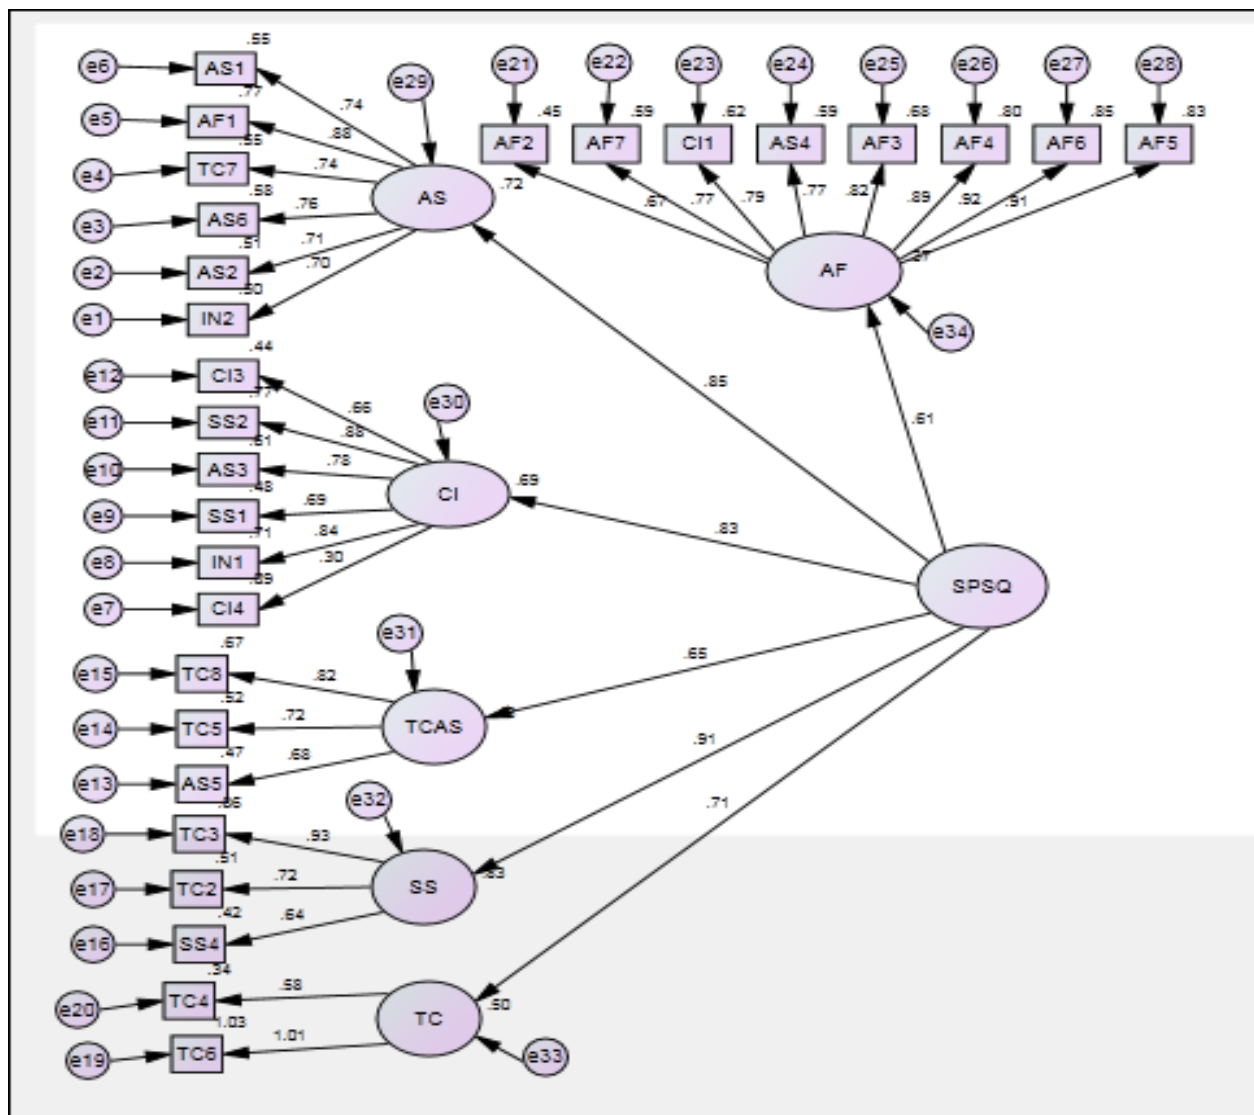 .55
e6
AS1
.74
.77
e5
AF1
.88
.55
e4
TC7
.74
.58
e3
AS6
.76
.51
e2
AS2
.71
.50
e1
IN2
.70
e29
AS
.72
e21 e22 e23 e24 e25 e26 e27 e28
.45 .59 .62 .59 .68 .80 .85 .83
AF2 AF7 CI1 AS4 AF3 AF4 AF6 AF5
.67 .77 .79 .77 .82 .89 .92 .91
AF
e34
.85
.61
.44
e12
CI3
.66
.77
e11
SS2
.88
.61
e10
AS3
.78
.48
e9
SS1
.69
.71
e8
IN1
.84
.09
e7
CI4
.30
e30
CI
.69
.83
SPSQ
.67
e15
TC8
.82
.52
e14
TC5
.72
.47
e13
AS5
.68
e31
TCAS
.65
.86
e18
TC3
.93
.51
e17
TC2
.72
.42
e16
SS4
.64
e32
SS
.83
.91
.34
e20
TC4
.58
1.03
e19
TC6
1.01
TC
.50
e33
.71